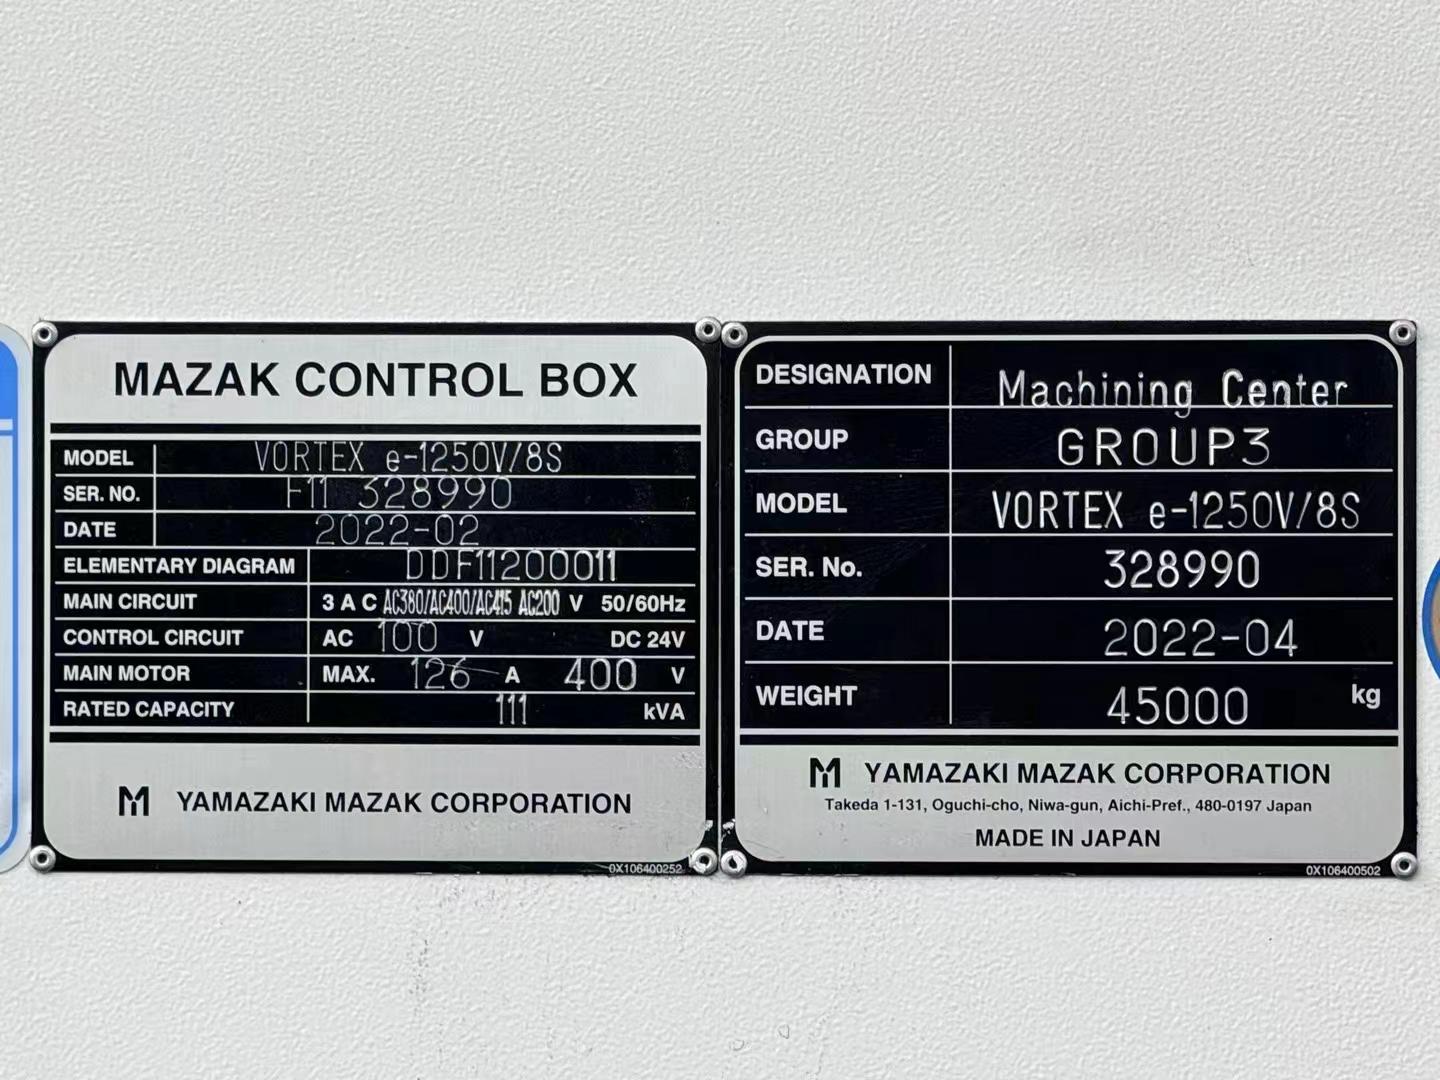 MAZAK CONTROL BOX
MODEL VORTEX e-1250V/8S
SER. NO. F11 328990
DATE 2022-02
ELEMENTARY DIAGRAM DDF11200011
MAIN CIRCUIT 3 A C AC380/AC400/AC415 AC200 V 50/60Hz
CONTROL CIRCUIT AC 100 V DC 24V
MAIN MOTOR MAX. 126 A 400 V
RATED CAPACITY 111 kVA
YAMAZAKI MAZAK CORPORATION
0X106400252
DESIGNATION Machining Center
GROUP GROUP3
MODEL VORTEX e-1250V/8S
SER. No. 328990
DATE 2022-04
WEIGHT 45000 kg
YAMAZAKI MAZAK CORPORATION
Takeda 1-131, Oguchi-cho, Niwa-gun, Aichi-Pref., 480-0197 Japan
MADE IN JAPAN
0X106400502